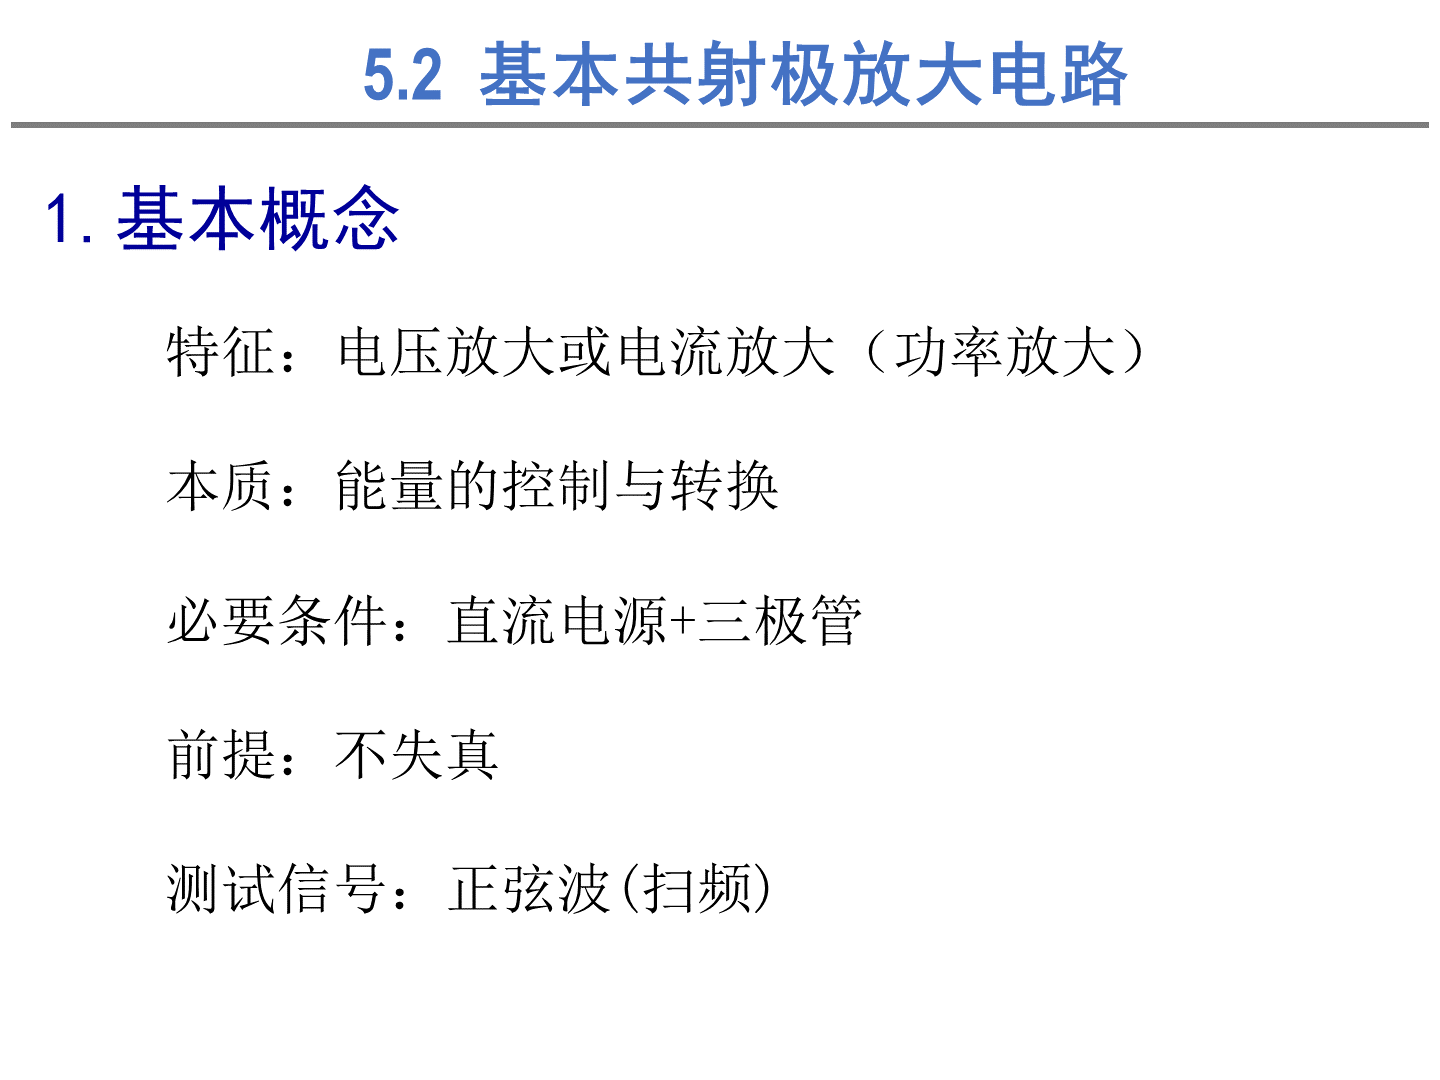 5.2 基本共射极放大电路
1.基本概念
特征：电压放大或电流放大（功率放大）
本质：能量的控制与转换
必要条件：直流电源+三极管
前提：不失真
测试信号：正弦波(扫频)